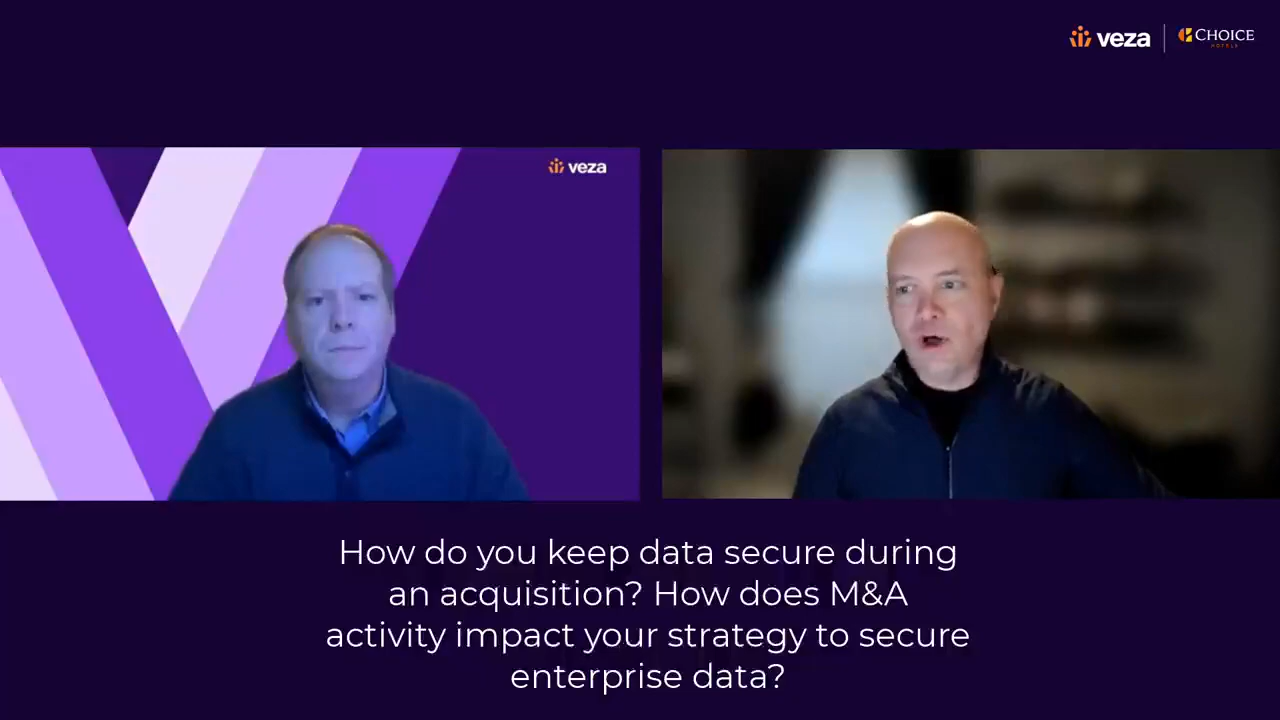 veza
CHOICE
HOTELS
veza
How do you keep data secure during
an acquisition? How does M&A
activity impact your strategy to secure
enterprise data?